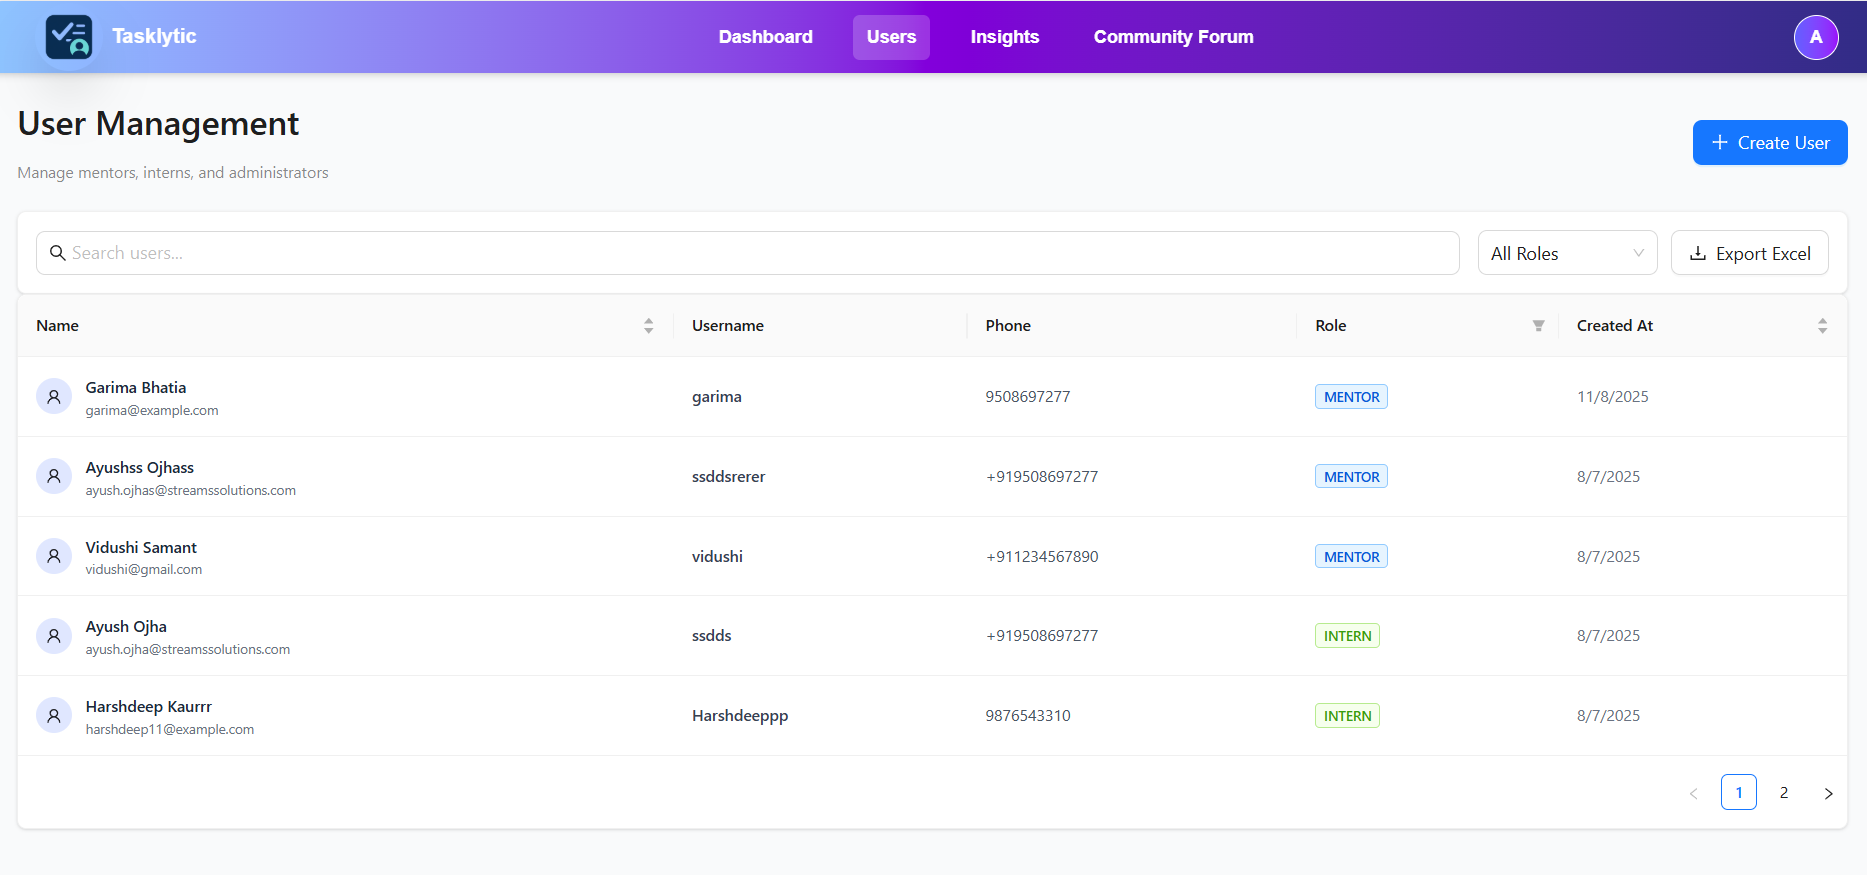 Tasklytic
Dashboard Users Insights Community Forum
A
User Management
Manage mentors, interns, and administrators
+ Create User
Search users...
All Roles
Export Excel
Name Username Phone Role Created At
Garima Bhatia
garima@example.com
garima 9508697277 MENTOR 11/8/2025
Ayushss Ojhass
ayush.ojhas@streamssolutions.com
ssddsrerer +919508697277 MENTOR 8/7/2025
Vidushi Samant
vidushi@gmail.com
vidushi +911234567890 MENTOR 8/7/2025
Ayush Ojha
ayush.ojha@streamssolutions.com
ssdds +919508697277 INTERN 8/7/2025
Harshdeep Kaurrr
harshdeep11@example.com
Harshdeeppp 9876543310 INTERN 8/7/2025
< 1 2 >